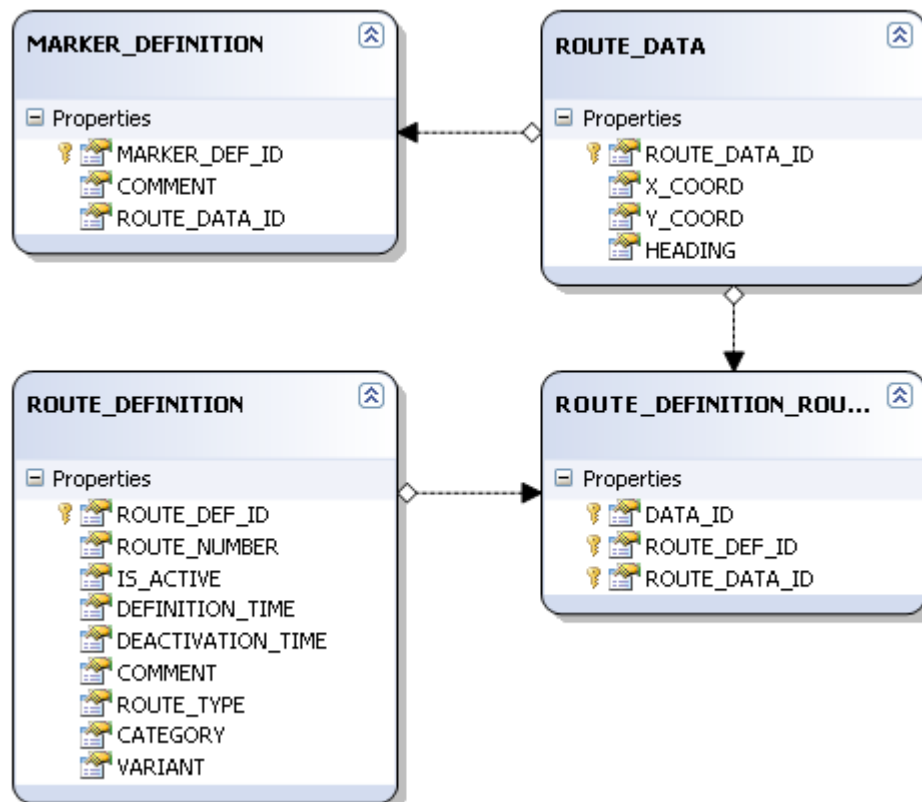 MARKER_DEFINITION
Properties
MARKER_DEF_ID
COMMENT
ROUTE_DATA_ID
ROUTE_DATA
Properties
ROUTE_DATA_ID
X_COORD
Y_COORD
HEADING
ROUTE_DEFINITION
Properties
ROUTE_DEF_ID
ROUTE_NUMBER
IS_ACTIVE
DEFINITION_TIME
DEACTIVATION_TIME
COMMENT
ROUTE_TYPE
CATEGORY
VARIANT
ROUTE_DEFINITION_ROU...
Properties
DATA_ID
ROUTE_DEF_ID
ROUTE_DATA_ID